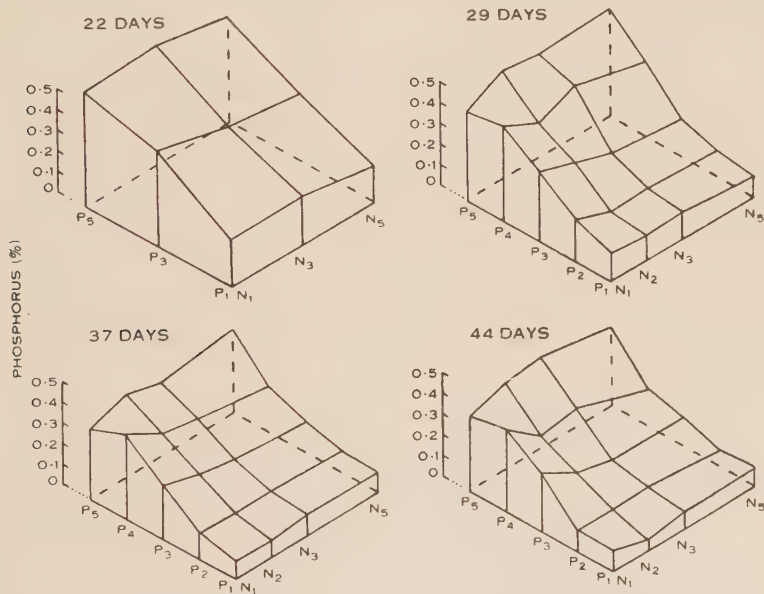 22 DAYS
29 DAYS
0·5
0·4
0·3
0·2
0·1
0
P5
P3
P1 N1
N3
N5
0·5
0·4
0·3
0·2
0·1
0
P5
P4
P3
P2
P1 N1
N2
N3
N5
PHOSPHORUS (%)
37 DAYS
44 DAYS
0·5
0·4
0·3
0·2
0·1
0
P5
P4
P3
P2
P1 N1
N2
N3
N5
0·5
0·4
0·3
0·2
0·1
0
P5
P4
P3
P2
P1 N1
N2
N3
N5